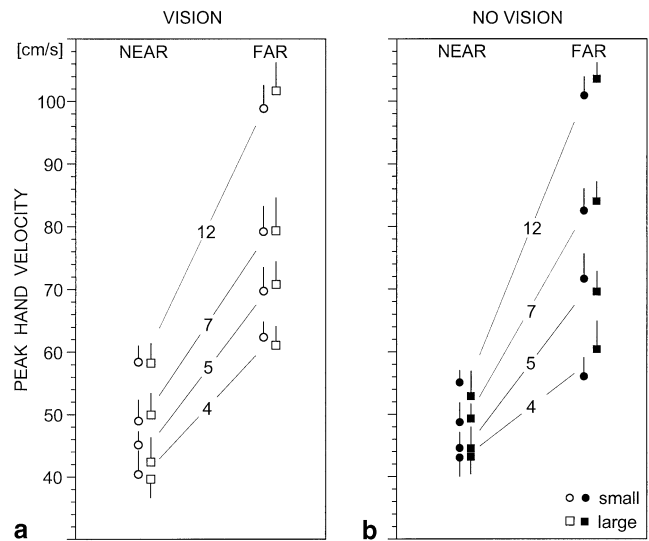 VISION NO VISION
[cm/s] NEAR FAR NEAR FAR
100
90
80
70
60
50
40
PEAK HAND VELOCITY
12
7
5
4
12
7
5
4
small
large
a b